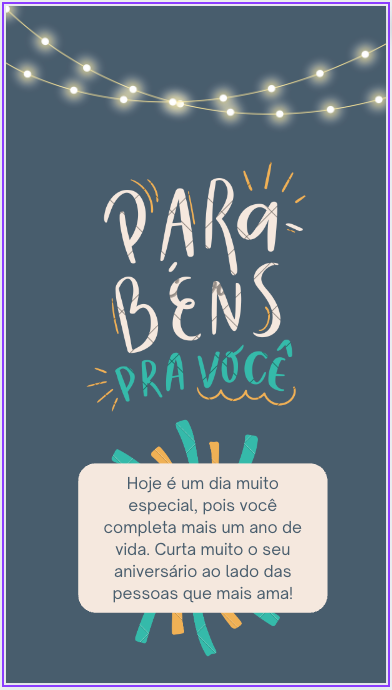 PARa-
BÉNS
PRA VOCÊ
Hoje é um dia muito
especial, pois você
completa mais um ano de
vida. Curta muito o seu
aniversário ao lado das
pessoas que mais ama!